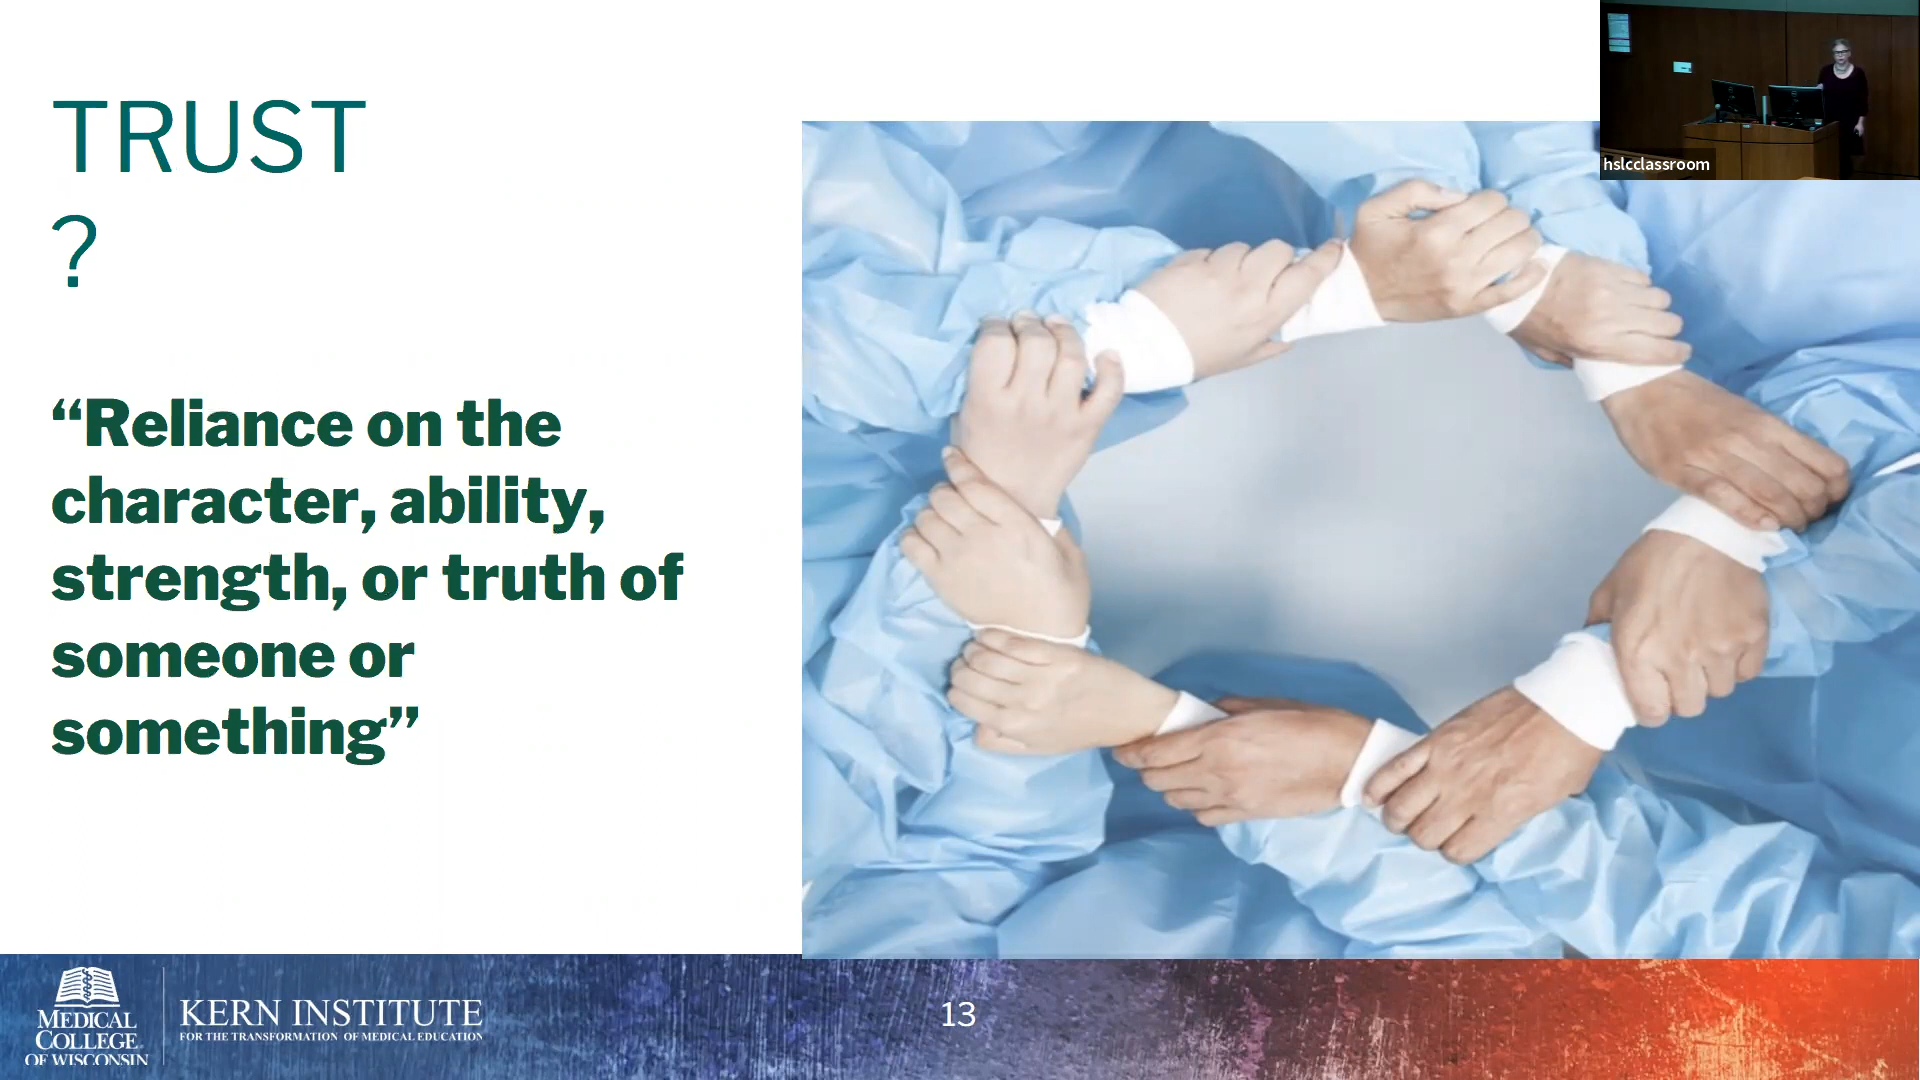 TRUST
?
“Reliance on the
character, ability,
strength, or truth of
someone or
something”
hslcclassroom
MEDICAL
COLLEGE
OF WISCONSIN
KERN INSTITUTE
FOR THE TRANSFORMATION OF MEDICAL EDUCATION
13